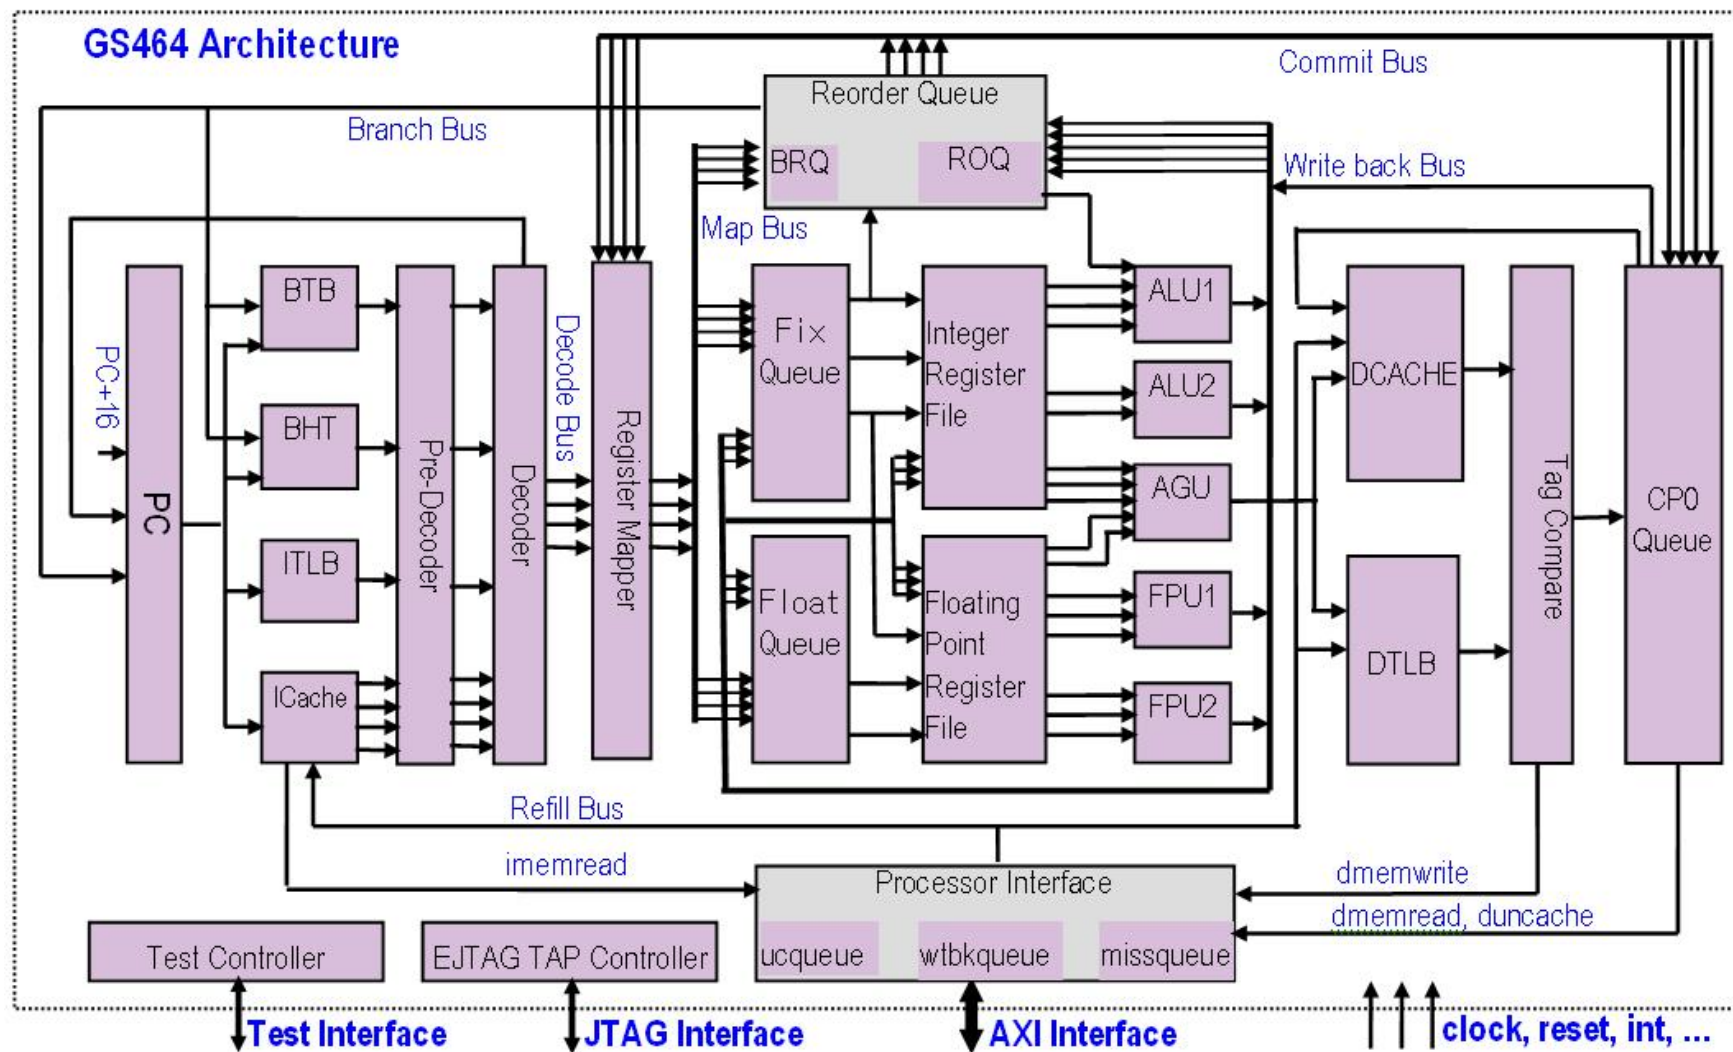 GS464 Architecture
Commit Bus
Reorder Queue
Branch Bus
BRQ
ROQ
Write back Bus
Map Bus
BTB
ALU1
Decode Bus
Fix
Queue
Integer
Register
File
PC+16
DCACHE
ALU2
BHT
Pre-Decoder
Decoder
Register Mapper
PC
AGU
Tag Compare
CP0
Queue
ITLB
Float
Queue
Floating
Point
Register
File
FPU1
DTLB
ICache
FPU2
Refill Bus
imemread
Processor Interface
dmemwrite
dmemread, duncache
Test Controller
EJTAG TAP Controller
ucqueue
wtbkqueue
missqueue
Test Interface
JTAG Interface
AXI Interface
clock, reset, int, ...